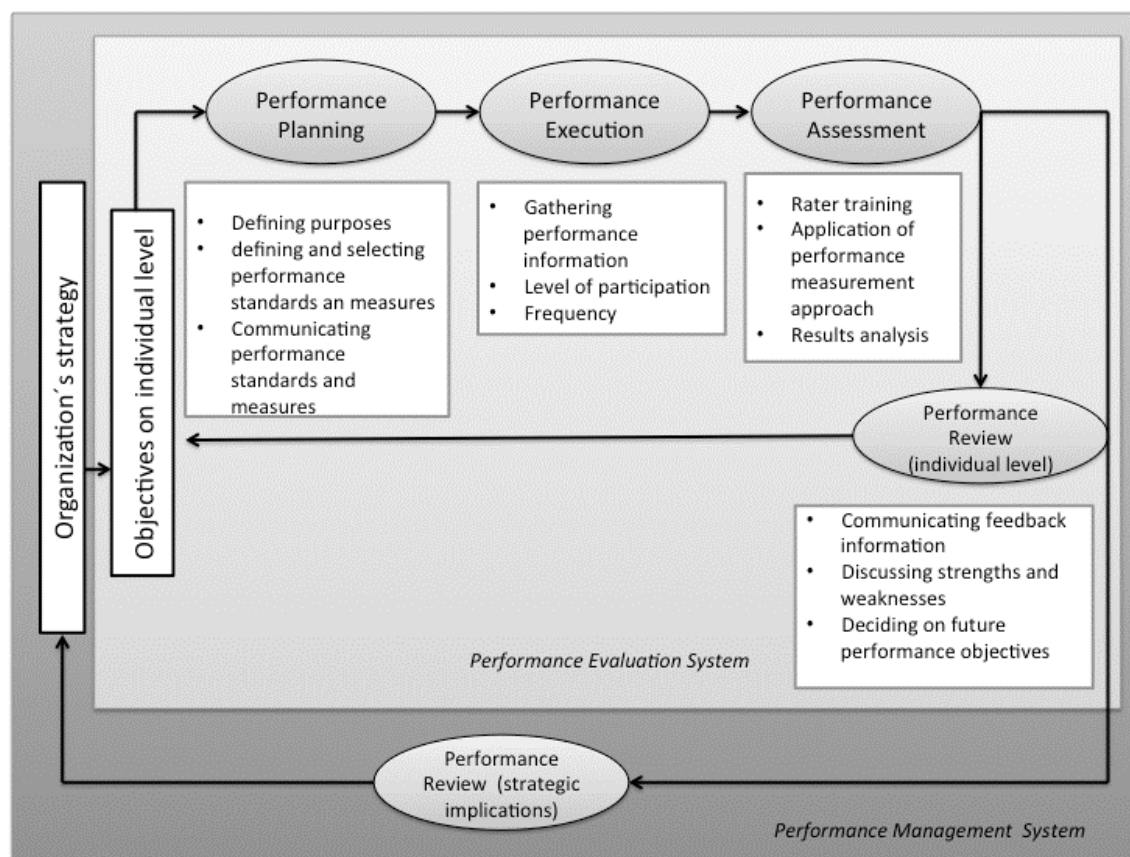 Performance
Planning
Performance
Execution
Performance
Assessment
Organization´s strategy
Objectives on individual level
• Defining purposes
• defining and selecting
performance
standards an measures
• Communicating
performance
standards and
measures
• Gathering
performance
information
• Level of participation
• Frequency
• Rater training
• Application of
performance
measurement
approach
• Results analysis
Performance
Review
(individual level)
• Communicating feedback
information
• Discussing strengths and
weaknesses
• Deciding on future
performance objectives
Performance Evaluation System
Performance
Review (strategic
implications)
Performance Management System